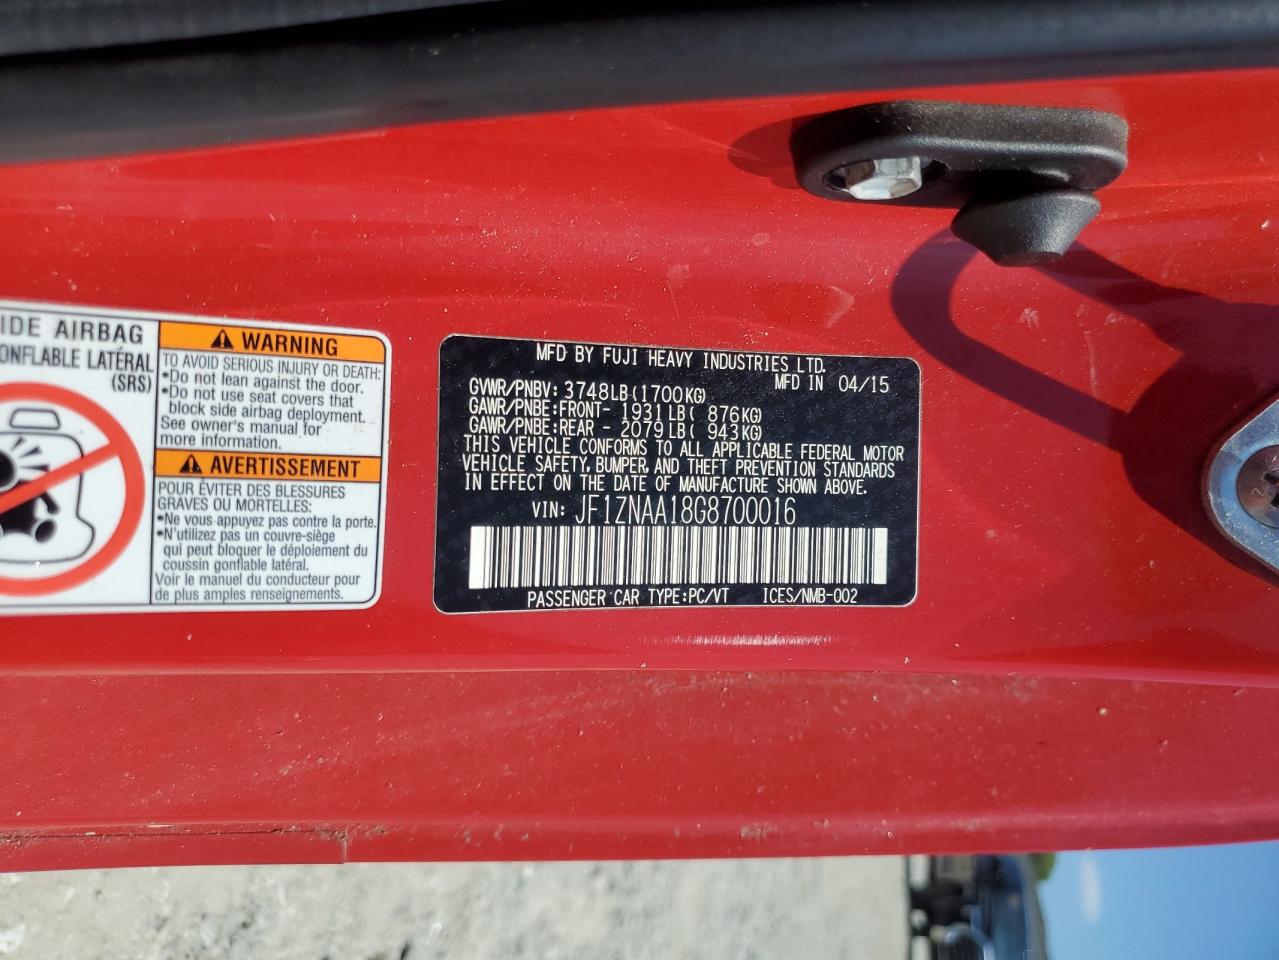 IDE AIRBAG
ONFLABLE LATÉRAL
(SRS)
WARNING
TO AVOID SERIOUS INJURY OR DEATH:
•Do not lean against the door.
•Do not use seat covers that
block side airbag deployment.
See owner's manual for
more information.
AVERTISSEMENT
POUR ÉVITER DES BLESSURES
GRAVES OU MORTELLES:
•Ne vous appuyez pas contre la porte.
•N'utilisez pas un couvre-siège
qui peut bloquer le déploiement du
coussin gonflable latéral.
Voir le manuel du conducteur pour
de plus amples renseignements.
MFD BY FUJI HEAVY INDUSTRIES LTD.
MFD IN 04/15
GVWR/PNBV: 3748LB(1700KG)
GAWR/PNBE:FRONT- 1931LB( 876KG)
GAWR/PNBE:REAR - 2079LB( 943KG)
THIS VEHICLE CONFORMS TO ALL APPLICABLE FEDERAL MOTOR
VEHICLE SAFETY, BUMPER, AND THEFT PREVENTION STANDARDS
IN EFFECT ON THE DATE OF MANUFACTURE SHOWN ABOVE.
VIN: JF1ZNAA18G8700016
PASSENGER CAR TYPE:PC/VT ICES/NMB-002